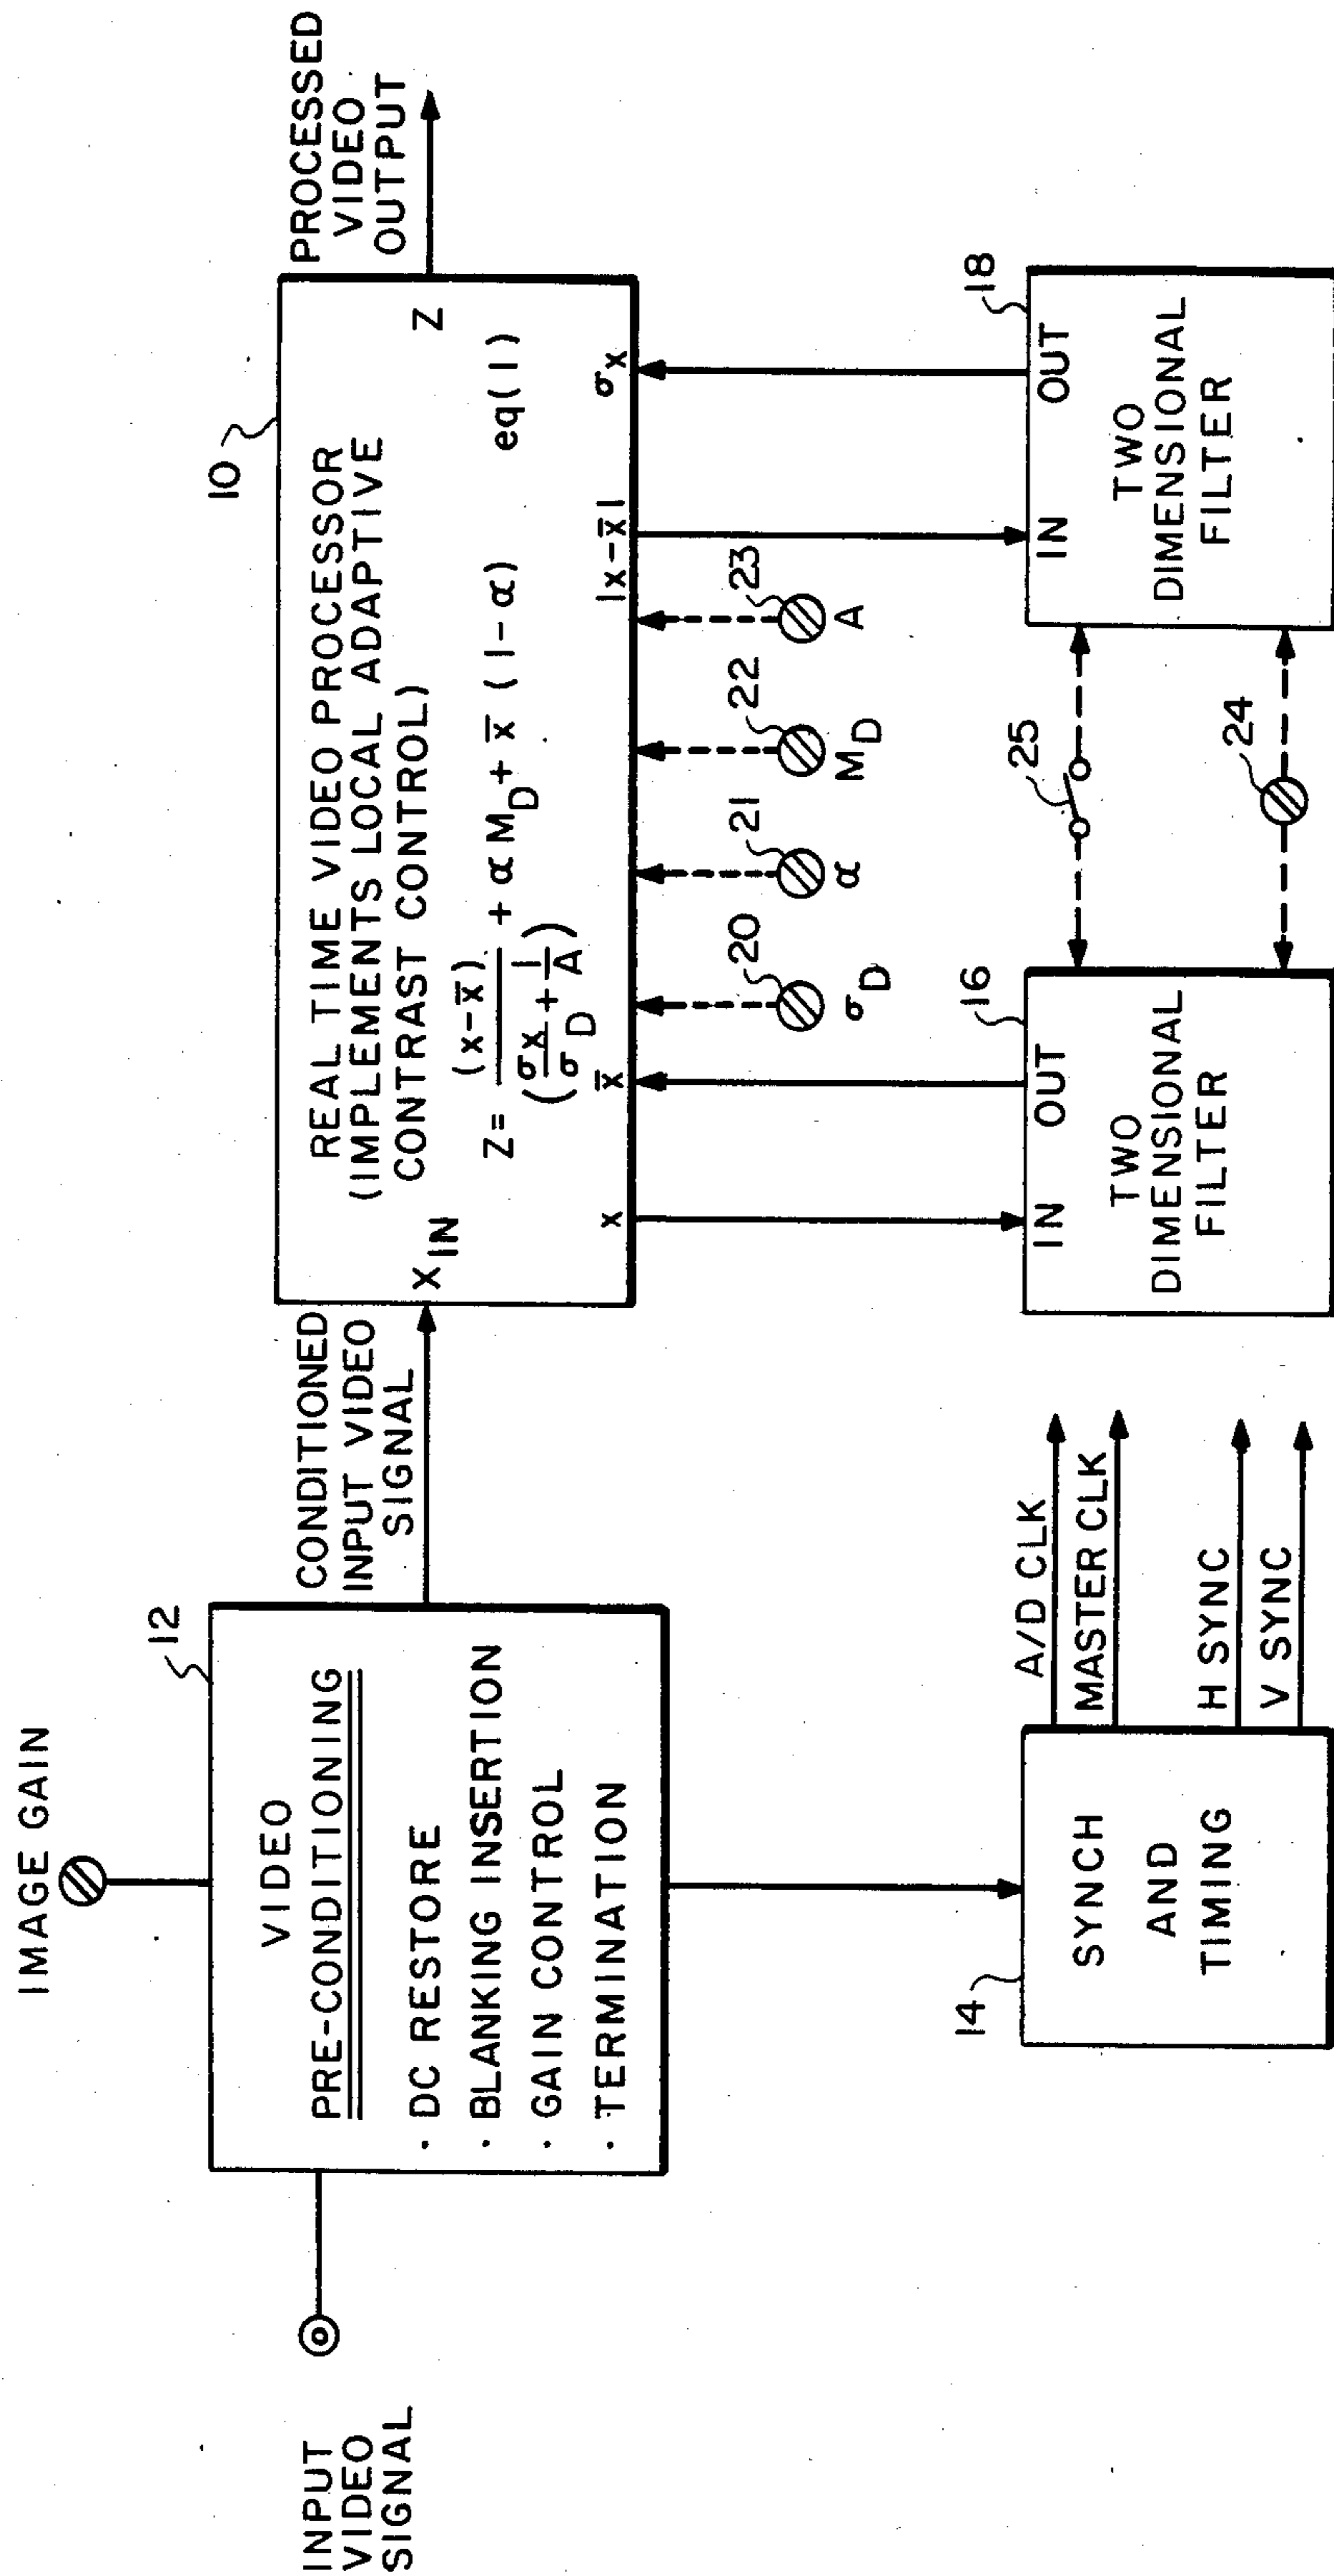 IMAGE GAIN
INPUT
VIDEO
SIGNAL
12
VIDEO
PRE-CONDITIONING
· DC RESTORE
· BLANKING INSERTION
· GAIN CONTROL
· TERMINATION
CONDITIONED
INPUT VIDEO
SIGNAL
10
REAL TIME VIDEO PROCESSOR
(IMPLEMENTS LOCAL ADAPTIVE
CONTRAST CONTROL)
X_IN
Z
Z = (x-x̄) / (σx/σ_D + 1/A) + α M_D + x̄ (1-α) eq(1)
x
x̄
|x-x̄|
σx
PROCESSED
VIDEO
OUTPUT
20
σ_D
21
α
22
M_D
23
A
14
SYNCH
AND
TIMING
A/D CLK
MASTER CLK
H SYNC
V SYNC
16
IN OUT
TWO
DIMENSIONAL
FILTER
25
24
18
IN OUT
TWO
DIMENSIONAL
FILTER